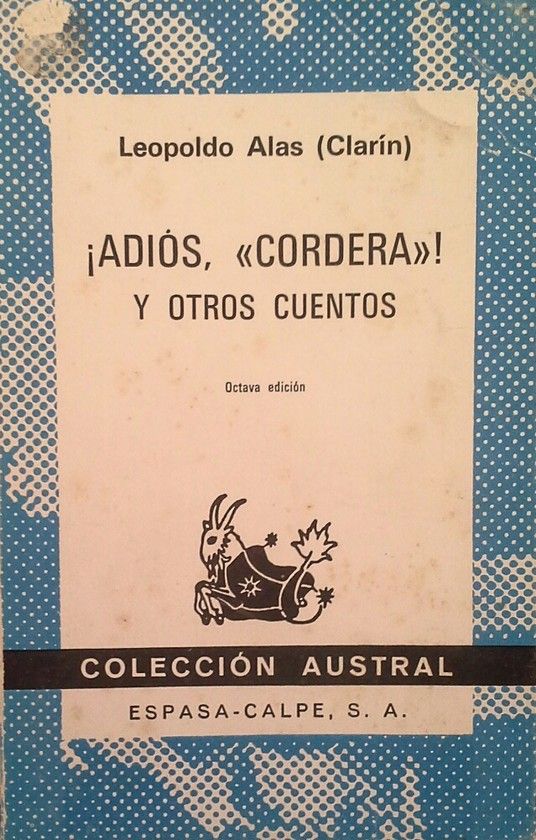 Leopoldo Alas (Clarín)
¡ADIÓS, «CORDERA»!
Y OTROS CUENTOS
Octava edición
COLECCIÓN AUSTRAL
ESPASA-CALPE, S. A.